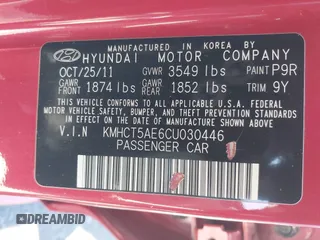 MADE IN KOREA
HYUNDAI MOTOR COMPANY
OCT/25/11 GVWR 3549 lbs PAINT P9R
GAWR FRONT 1874 lbs GAWR REAR 1852 lbs TRIM 9Y
THIS VEHICLE CONFORMS TO ALL APPLICABLE U.S. FEDERAL
MOTOR VEHICLE SAFETY, BUMPER, AND THEFT PREVENTION STANDARDS
IN EFFECT ON THE DATE OF MANUFACTURE SHOWN ABOVE.
V.I.N KMHCT5AE6CU030446
PASSENGER CAR
DREAMBID